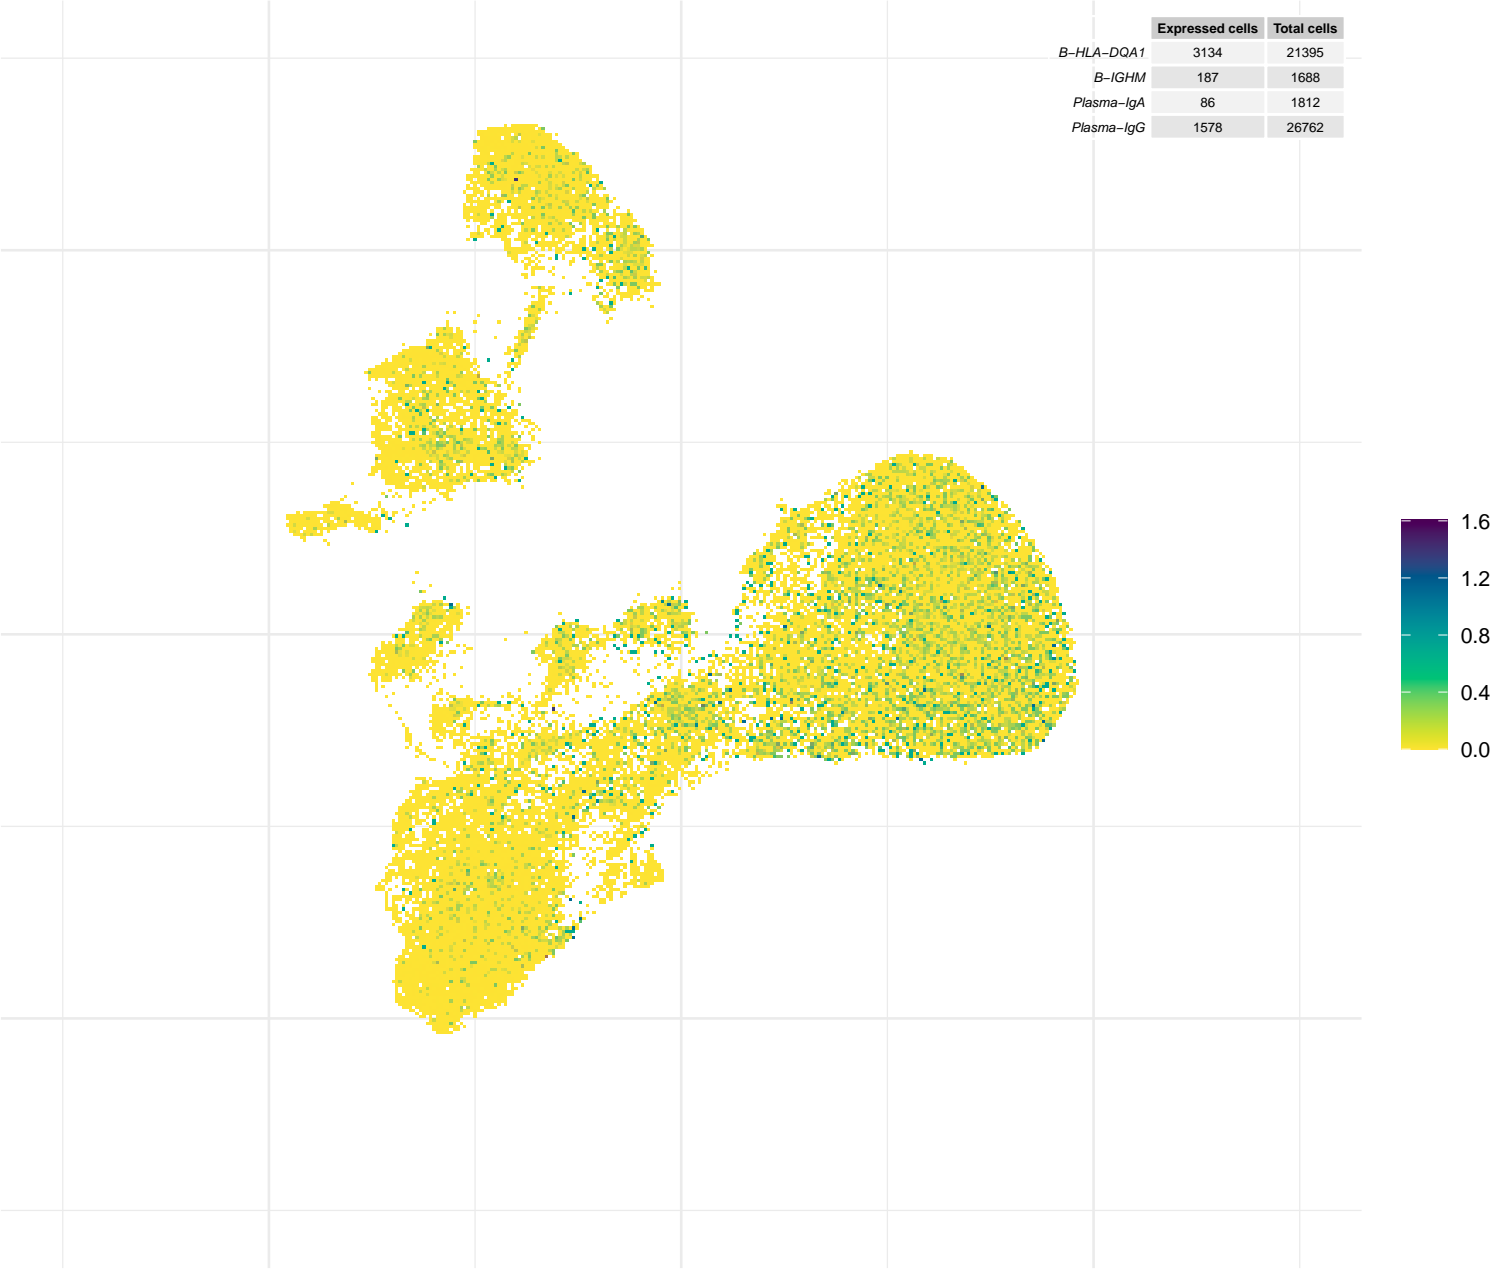 Expressed cells Total cells
B−HLA−DQA1 3134 21395
B−IGHM 187 1688
Plasma−IgA 86 1812
Plasma−IgG 1578 26762
1.6
1.2
0.8
0.4
0.0